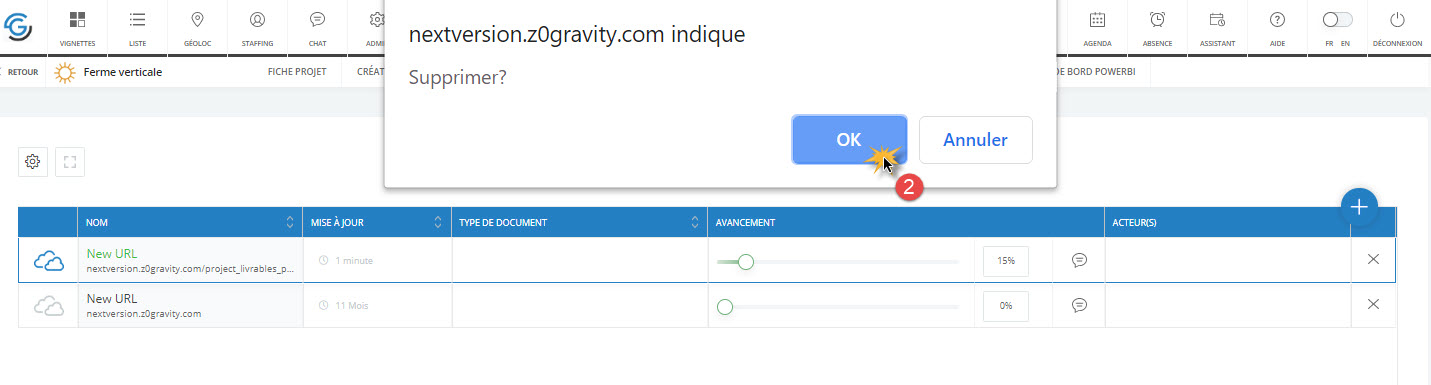 nextversion.z0gravity.com indique
Supprimer?
OK
Annuler
2
VIGNETTES
LISTE
GÉOLOC
STAFFING
CHAT
ADMI
AGENDA
ABSENCE
ASSISTANT
AIDE
FR EN
DÉCONNEXION
RETOUR
Ferme verticale
FICHE PROJET
CRÉAT
DE BORD POWERBI
NOM
MISE À JOUR
TYPE DE DOCUMENT
AVANCEMENT
ACTEUR(S)
New URL
nextversion.z0gravity.com/project_livrables_p...
1 minute
15%
New URL
nextversion.z0gravity.com
11 Mois
0%